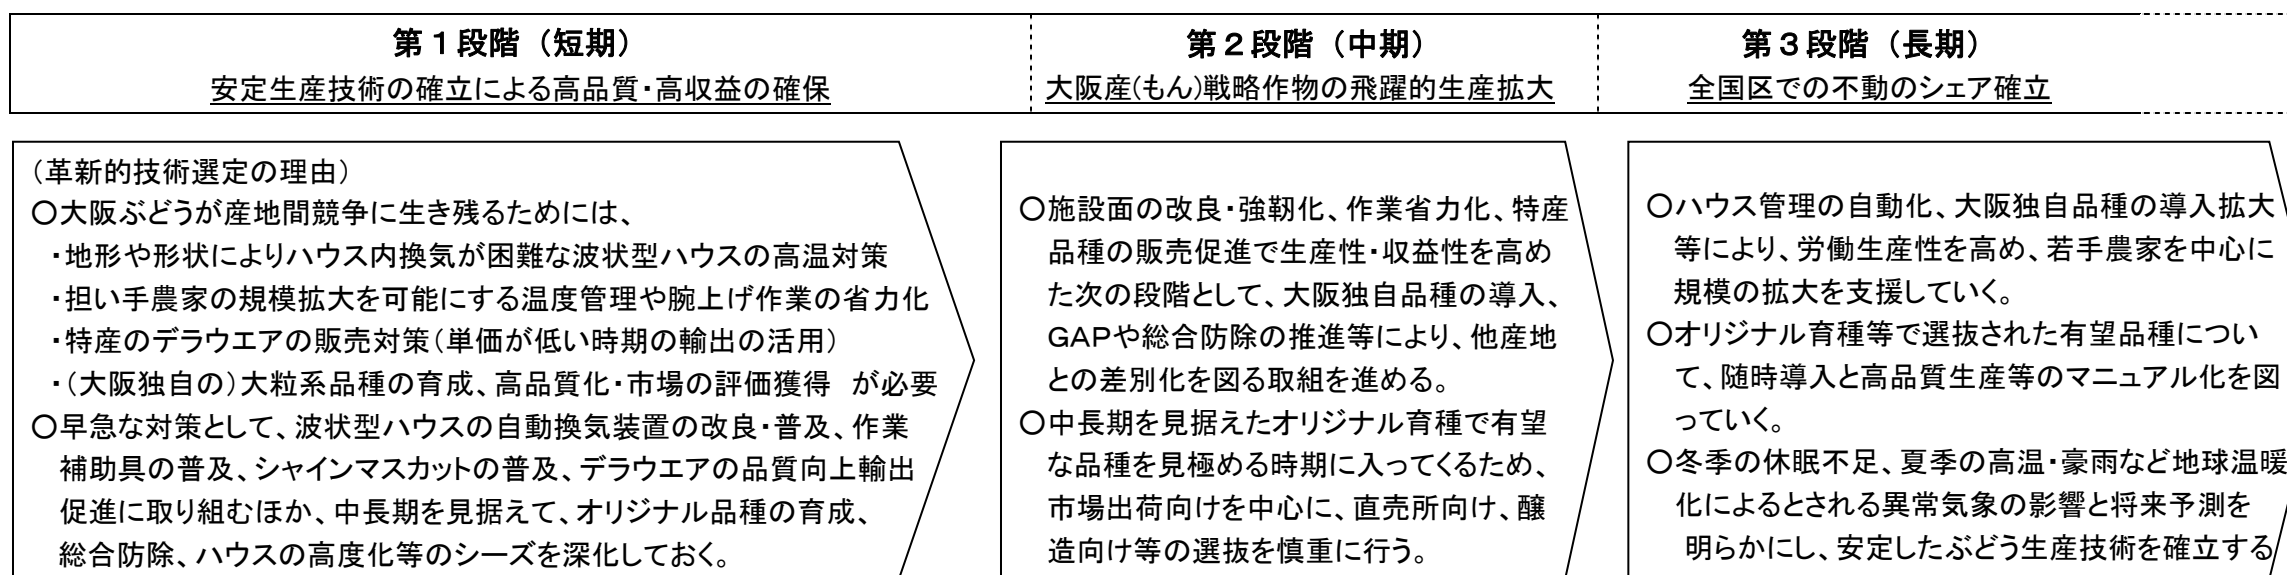 第１段階（短期）
安定生産技術の確立による高品質・高収益の確保
第２段階（中期）
大阪産(もん)戦略作物の飛躍的生産拡大
第３段階（長期）
全国区での不動のシェア確立
（革新的技術選定の理由）
○大阪ぶどうが産地間競争に生き残るためには、
・地形や形状によりハウス内換気が困難な波状型ハウスの高温対策
・担い手農家の規模拡大を可能にする温度管理や腕上げ作業の省力化
・特産のデラウエアの販売対策（単価が低い時期の輸出の活用）
・（大阪独自の）大粒系品種の育成、高品質化・市場の評価獲得　が必要
○早急な対策として、波状型ハウスの自動換気装置の改良・普及、作業
補助具の普及、シャインマスカットの普及、デラウエアの品質向上輸出
促進に取り組むほか、中長期を見据えて、オリジナル品種の育成、
総合防除、ハウスの高度化等のシーズを深化しておく。
○施設面の改良・強靭化、作業省力化、特産
品種の販売促進で生産性・収益性を高め
た次の段階として、大阪独自品種の導入、
ＧＡＰや総合防除の推進等により、他産地
との差別化を図る取組を進める。
○中長期を見据えたオリジナル育種で有望
な品種を見極める時期に入ってくるため、
市場出荷向けを中心に、直売所向け、醸
造向け等の選抜を慎重に行う。
○ハウス管理の自動化、大阪独自品種の導入拡大
等により、労働生産性を高め、若手農家を中心に
規模の拡大を支援していく。
○オリジナル育種等で選抜された有望品種につい
て、随時導入と高品質生産等のマニュアル化を図
っていく。
○冬季の休眠不足、夏季の高温・豪雨など地球温暖
化によるとされる異常気象の影響と将来予測を
明らかにし、安定したぶどう生産技術を確立する